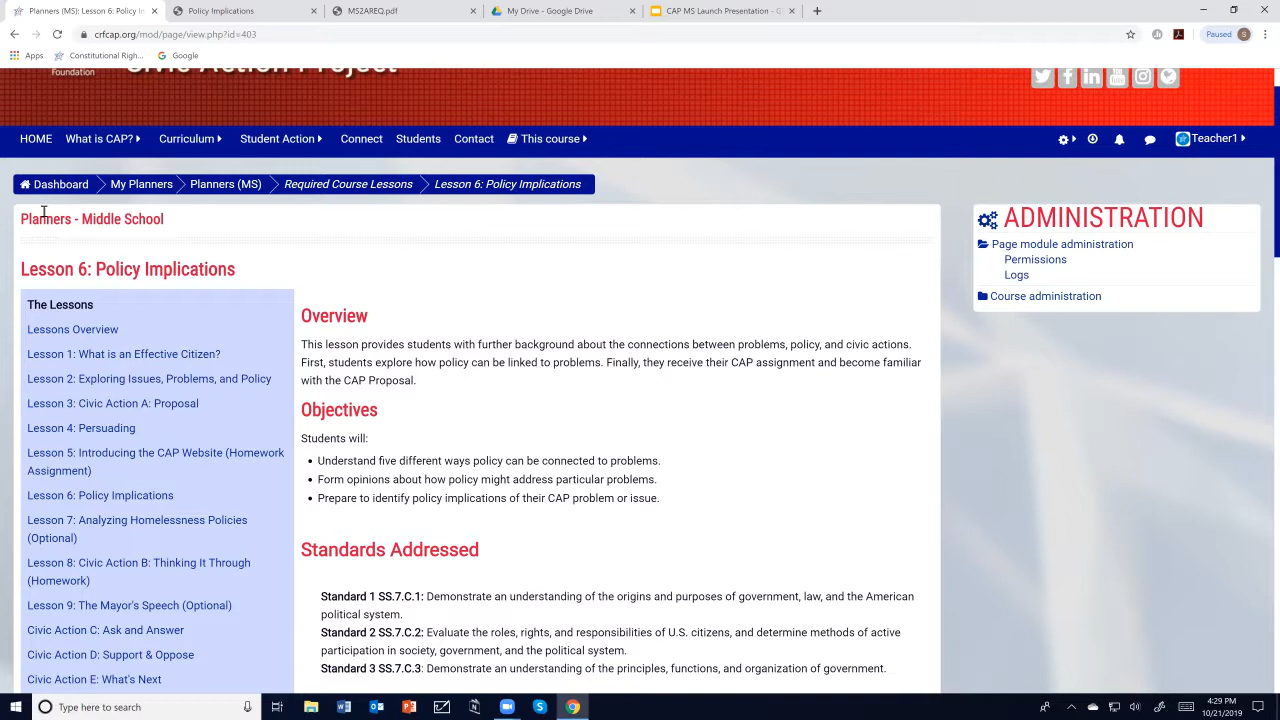 Planners (MS): Lesson 6: Policy In
Policy Implications
MS2AREQ.pdf
My Drive - Google Drive
CAP MS Launch Presentation - G
crfcap.org/mod/page/view.php?id=403
Paused
S
Apps
Constitutional Righ...
Google
Foundation
Civic Action Project
HOME
What is CAP?
Curriculum
Student Action
Connect
Students
Contact
This course
Teacher1
Dashboard
My Planners
Planners (MS)
Required Course Lessons
Lesson 6: Policy Implications
Planners - Middle School
Lesson 6: Policy Implications
The Lessons
Lessons Overview
Lesson 1: What is an Effective Citizen?
Lesson 2: Exploring Issues, Problems, and Policy
Lesson 3: Civic Action A: Proposal
Lesson 4: Persuading
Lesson 5: Introducing the CAP Website (Homework
Assignment)
Lesson 6: Policy Implications
Lesson 7: Analyzing Homelessness Policies
(Optional)
Lesson 8: Civic Action B: Thinking It Through
(Homework)
Lesson 9: The Mayor's Speech (Optional)
Civic Action C: Ask and Answer
Civic Action D: Support & Oppose
Civic Action E: What's Next
Overview
This lesson provides students with further background about the connections between problems, policy, and civic actions.
First, students explore how policy can be linked to problems. Finally, they receive their CAP assignment and become familiar
with the CAP Proposal.
Objectives
Students will:
Understand five different ways policy can be connected to problems.
Form opinions about how policy might address particular problems.
Prepare to identify policy implications of their CAP problem or issue.
Standards Addressed
Standard 1 SS.7.C.1: Demonstrate an understanding of the origins and purposes of government, law, and the American
political system.
Standard 2 SS.7.C.2: Evaluate the roles, rights, and responsibilities of U.S. citizens, and determine methods of active
participation in society, government, and the political system.
Standard 3 SS.7.C.3: Demonstrate an understanding of the principles, functions, and organization of government.
ADMINISTRATION
Page module administration
Permissions
Logs
Course administration
Type here to search
4:29 PM
10/21/2019